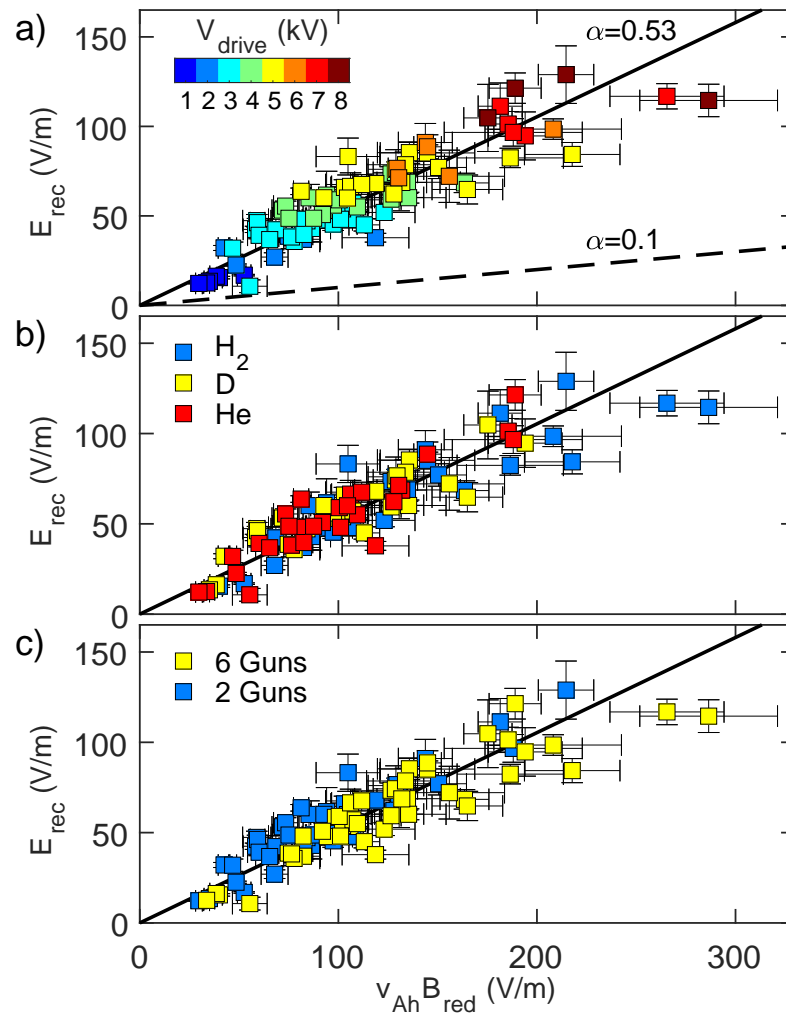 a)
V_drive (kV)
1 2 3 4 5 6 7 8
α=0.53
α=0.1
150
100
50
0
E_rec (V/m)
b)
H_2
D
He
150
100
50
0
E_rec (V/m)
c)
6 Guns
2 Guns
150
100
50
0
E_rec (V/m)
0 100 200 300
v_Ah B_red (V/m)